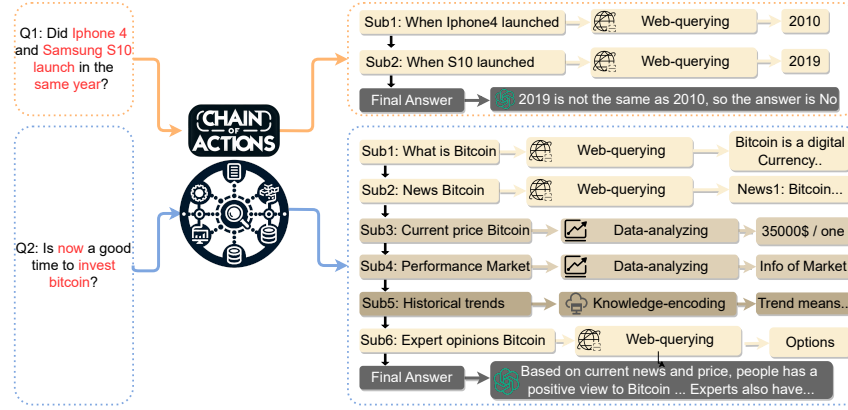 Q1: Did Iphone 4
and Samsung S10
launch in the
same year?
CHAIN
OF
ACTIONS
Sub1: When Iphone4 launched
Web-querying
2010
Sub2: When S10 launched
Web-querying
2019
Final Answer
2019 is not the same as 2010, so the answer is No
Q2: Is now a good
time to invest
bitcoin?
Sub1: What is Bitcoin
Web-querying
Bitcoin is a digital
Currency..
Sub2: News Bitcoin
Web-querying
News1: Bitcoin...
Sub3: Current price Bitcoin
Data-analyzing
35000$ / one
Sub4: Performance Market
Data-analyzing
Info of Market
Sub5: Historical trends
Knowledge-encoding
Trend means..
Sub6: Expert opinions Bitcoin
Web-querying
Options
Final Answer
Based on current news and price, people has a
positive view to Bitcoin ... Experts also have...